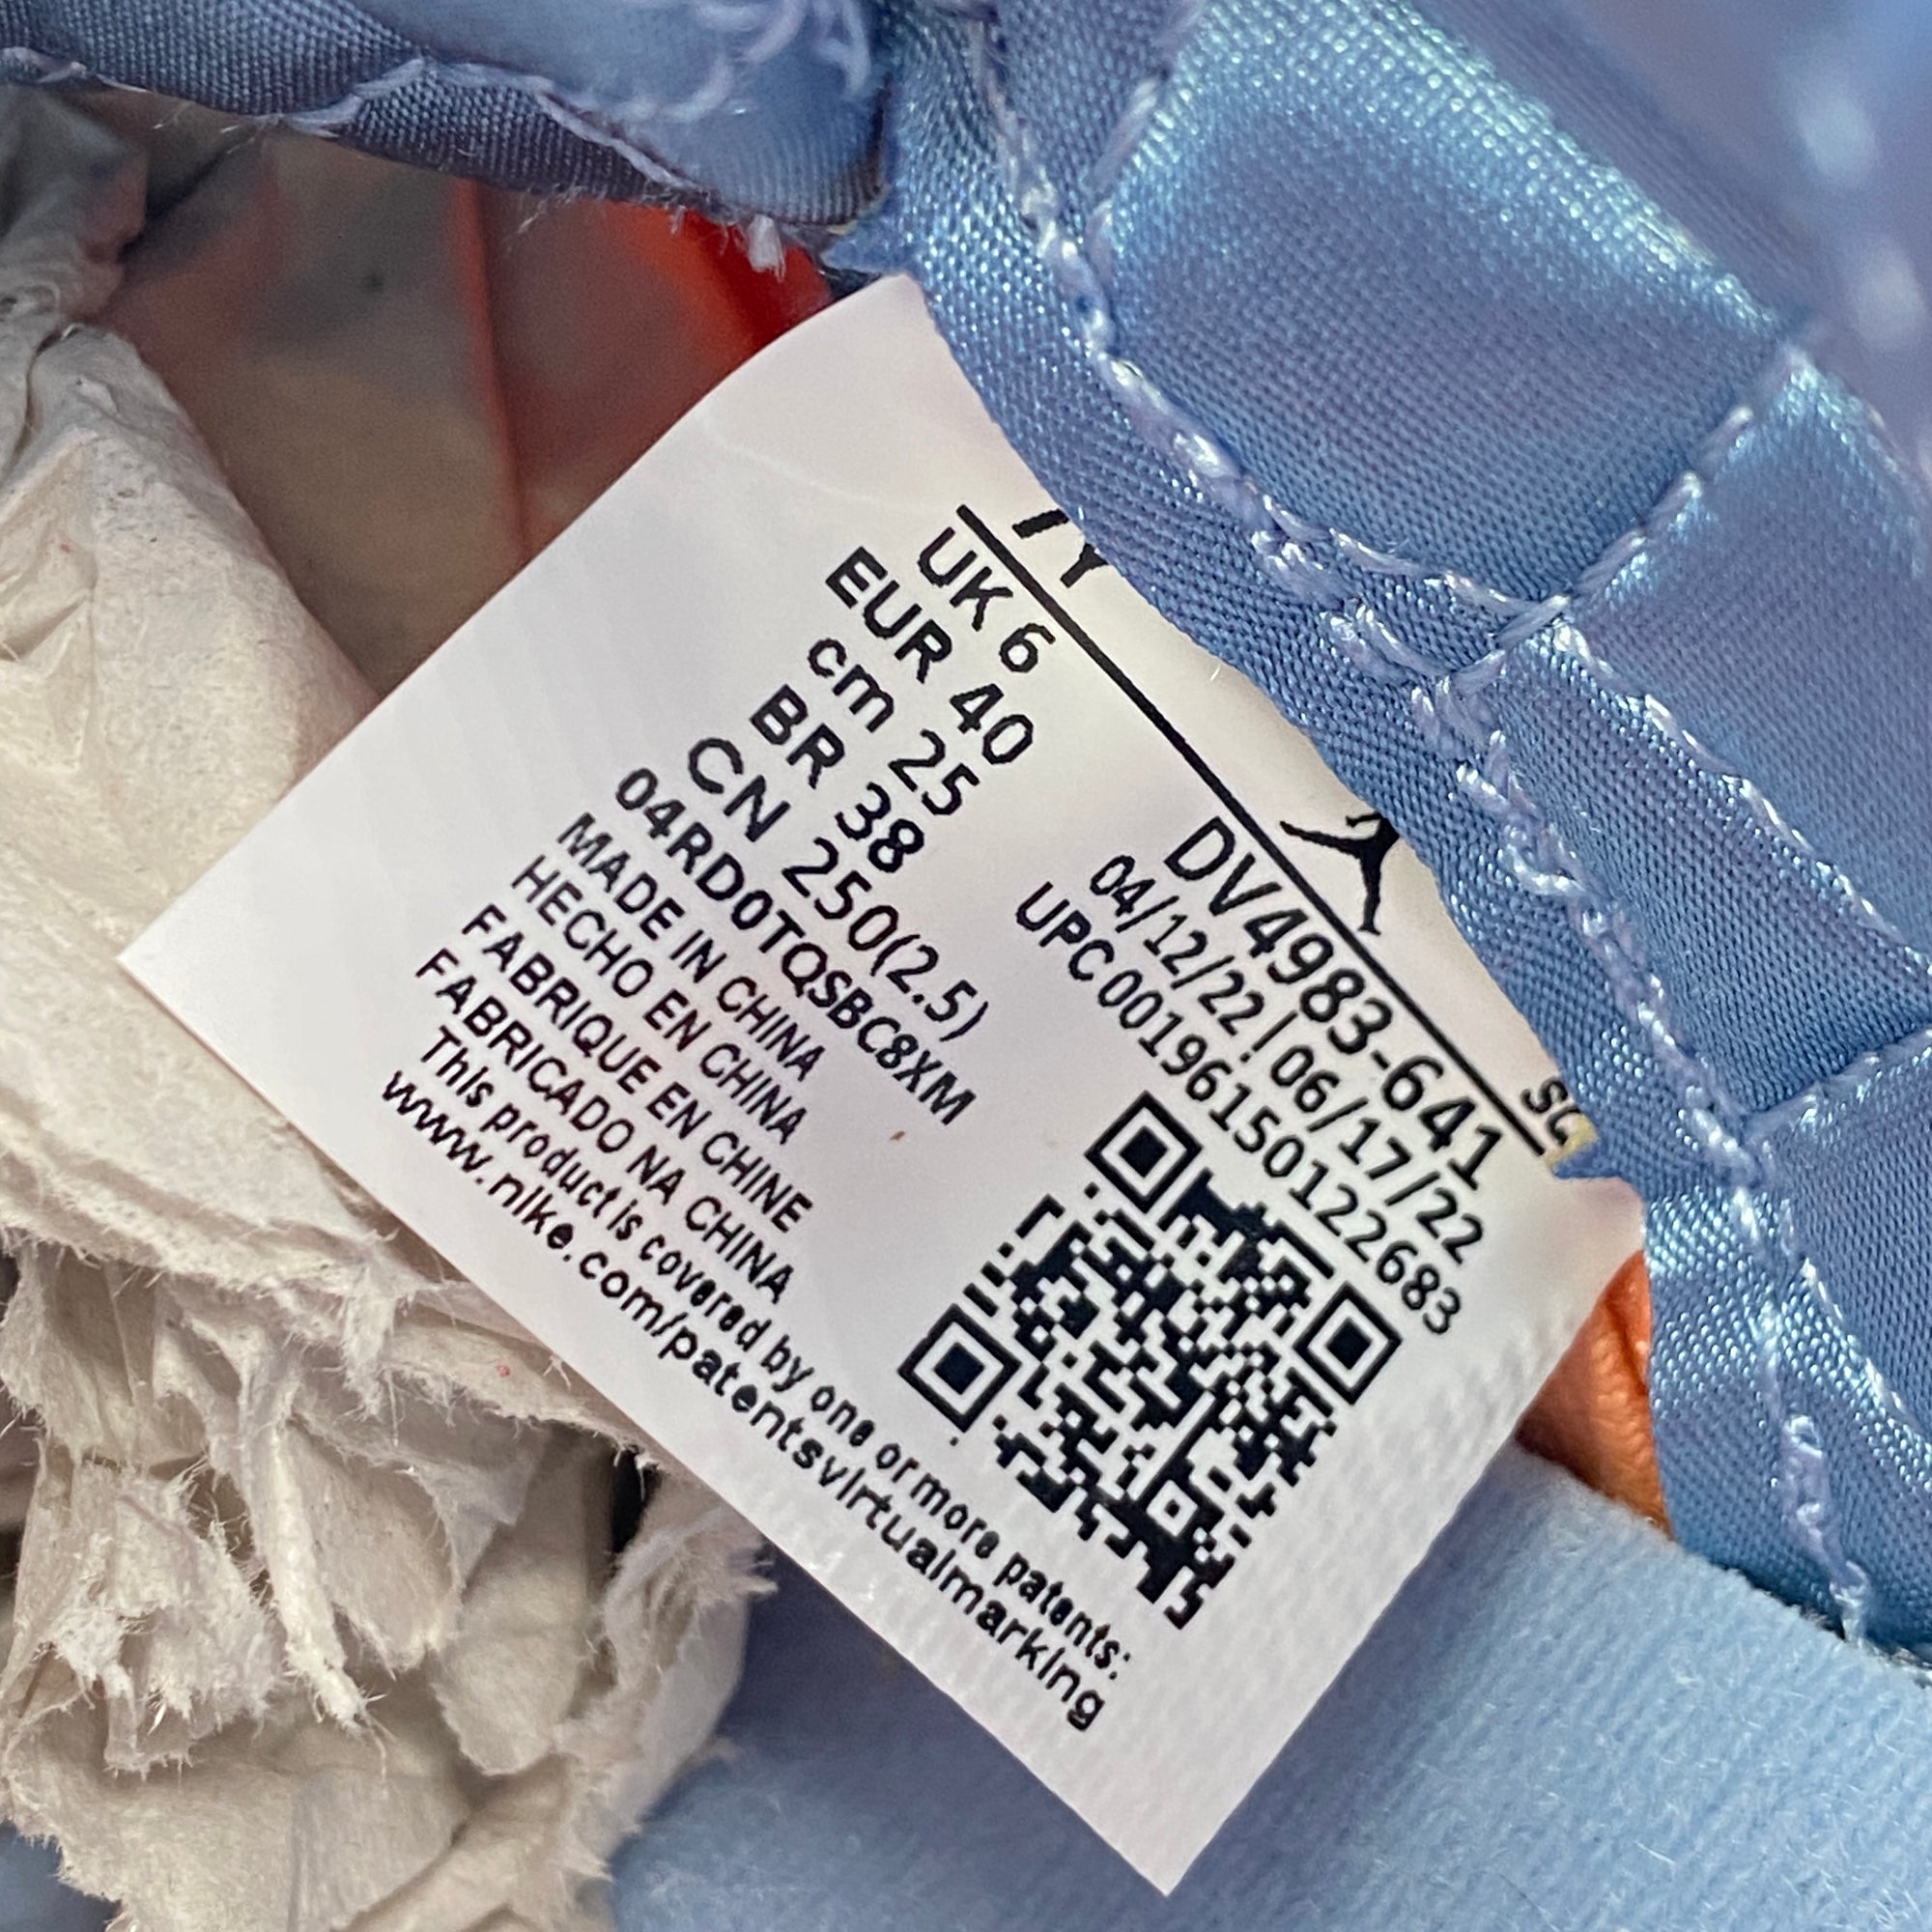 7Y
UK 6
EUR 40
cm 25
BR 38
CN 250(2.5)
04RD0TQSBC8XM
MADE IN CHINA
HECHO EN CHINA
FABRIQUE EN CHINE
FABRICADO NA CHINA
This product is covered by one or more patents:
www.nike.com/patentsvirtualmarking
DV4983-641
04/12/22 | 06/17/22
UPC 00196150122683